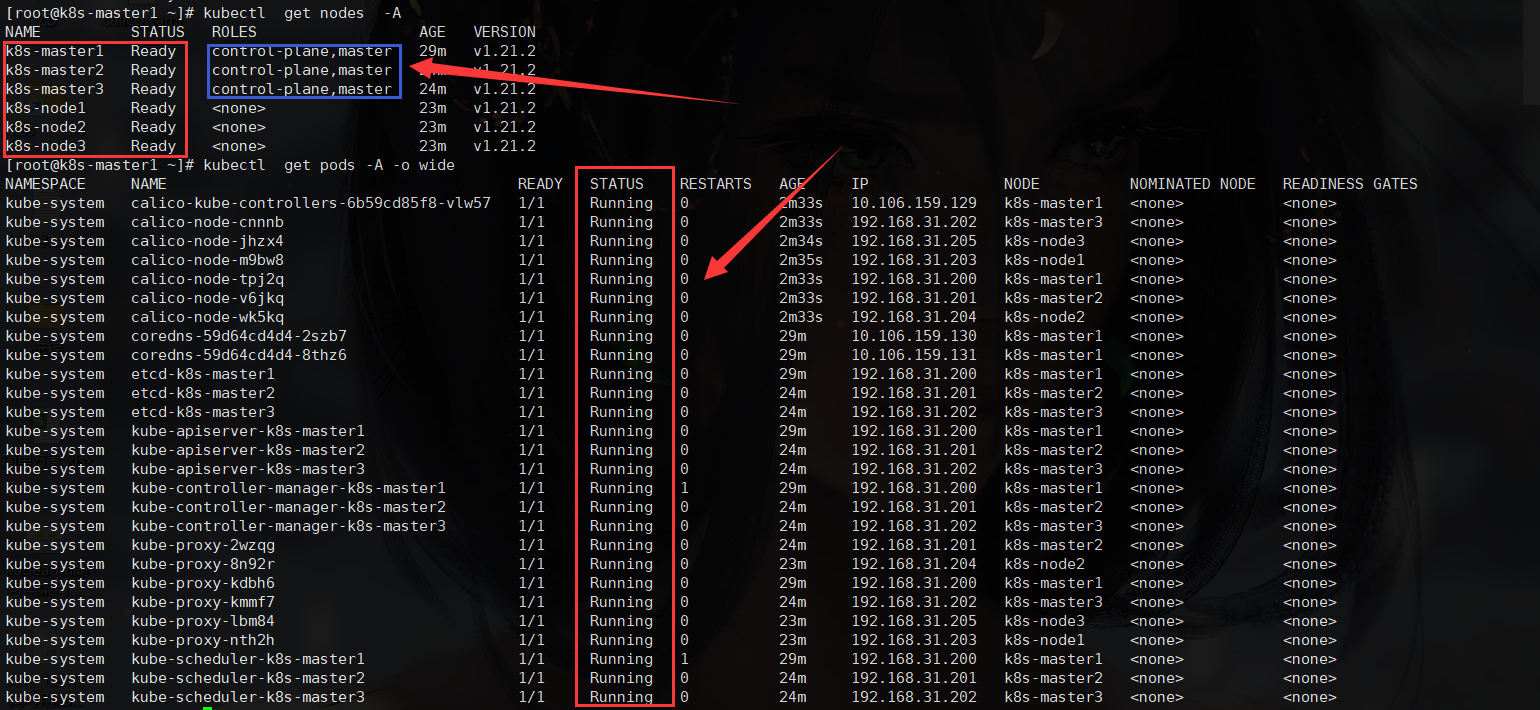 [root@k8s-master1 ~]# kubectl  get nodes  -A
NAME          STATUS   ROLES                  AGE   VERSION
k8s-master1   Ready    control-plane,master   29m   v1.21.2
k8s-master2   Ready    control-plane,master   v1.21.2
k8s-master3   Ready    control-plane,master   24m   v1.21.2
k8s-node1     Ready    <none>                 23m   v1.21.2
k8s-node2     Ready    <none>                 23m   v1.21.2
k8s-node3     Ready    <none>                 23m   v1.21.2
[root@k8s-master1 ~]# kubectl  get pods -A -o wide
NAMESPACE     NAME                                       READY   STATUS    RESTARTS   AGE     IP               NODE          NOMINATED NODE   READINESS GATES
kube-system   calico-kube-controllers-6b59cd85f8-vlw57   1/1     Running   0          2m33s   10.106.159.129   k8s-master1   <none>           <none>
kube-system   calico-node-cnnnb                          1/1     Running   0          2m33s   192.168.31.202   k8s-master3   <none>           <none>
kube-system   calico-node-jhzx4                          1/1     Running   0          2m34s   192.168.31.205   k8s-node3     <none>           <none>
kube-system   calico-node-m9bw8                          1/1     Running   0          2m35s   192.168.31.203   k8s-node1     <none>           <none>
kube-system   calico-node-tpj2q                          1/1     Running   0          2m33s   192.168.31.200   k8s-master1   <none>           <none>
kube-system   calico-node-v6jkq                          1/1     Running   0          2m33s   192.168.31.201   k8s-master2   <none>           <none>
kube-system   calico-node-wk5kq                          1/1     Running   0          2m33s   192.168.31.204   k8s-node2     <none>           <none>
kube-system   coredns-59d64cd4d4-2szb7                   1/1     Running   0          29m     10.106.159.130   k8s-master1   <none>           <none>
kube-system   coredns-59d64cd4d4-8thz6                   1/1     Running   0          29m     10.106.159.131   k8s-master1   <none>           <none>
kube-system   etcd-k8s-master1                           1/1     Running   0          29m     192.168.31.200   k8s-master1   <none>           <none>
kube-system   etcd-k8s-master2                           1/1     Running   0          24m     192.168.31.201   k8s-master2   <none>           <none>
kube-system   etcd-k8s-master3                           1/1     Running   0          24m     192.168.31.202   k8s-master3   <none>           <none>
kube-system   kube-apiserver-k8s-master1                 1/1     Running   0          29m     192.168.31.200   k8s-master1   <none>           <none>
kube-system   kube-apiserver-k8s-master2                 1/1     Running   0          24m     192.168.31.201   k8s-master2   <none>           <none>
kube-system   kube-apiserver-k8s-master3                 1/1     Running   0          24m     192.168.31.202   k8s-master3   <none>           <none>
kube-system   kube-controller-manager-k8s-master1        1/1     Running   1          29m     192.168.31.200   k8s-master1   <none>           <none>
kube-system   kube-controller-manager-k8s-master2        1/1     Running   0          24m     192.168.31.201   k8s-master2   <none>           <none>
kube-system   kube-controller-manager-k8s-master3        1/1     Running   0          24m     192.168.31.202   k8s-master3   <none>           <none>
kube-system   kube-proxy-2wzqg                           1/1     Running   0          24m     192.168.31.201   k8s-master2   <none>           <none>
kube-system   kube-proxy-8n92r                           1/1     Running   0          23m     192.168.31.204   k8s-node2     <none>           <none>
kube-system   kube-proxy-kdbh6                           1/1     Running   0          29m     192.168.31.200   k8s-master1   <none>           <none>
kube-system   kube-proxy-kmmf7                           1/1     Running   0          24m     192.168.31.202   k8s-master3   <none>           <none>
kube-system   kube-proxy-lbm84                           1/1     Running   0          23m     192.168.31.205   k8s-node3     <none>           <none>
kube-system   kube-proxy-nth2h                           1/1     Running   0          23m     192.168.31.203   k8s-node1     <none>           <none>
kube-system   kube-scheduler-k8s-master1                 1/1     Running   1          29m     192.168.31.200   k8s-master1   <none>           <none>
kube-system   kube-scheduler-k8s-master2                 1/1     Running   0          24m     192.168.31.201   k8s-master2   <none>           <none>
kube-system   kube-scheduler-k8s-master3                 1/1     Running   0          24m     192.168.31.202   k8s-master3   <none>           <none>